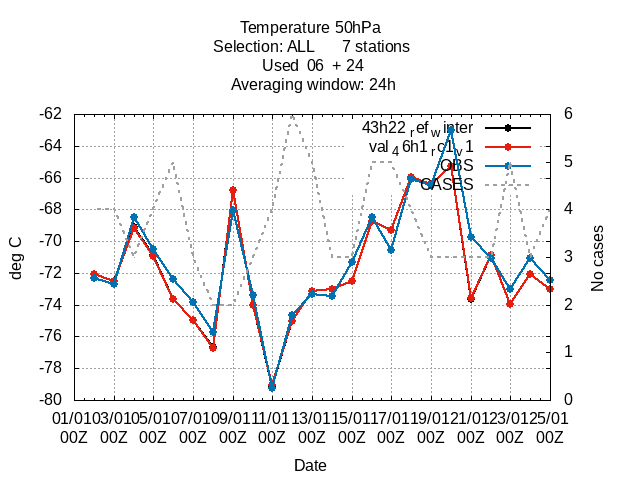 Temperature 50hPa
Selection: ALL 7 stations
Used 06 + 24
Averaging window: 24h
43h22ref_winter
val_46h1_rc1_v1
OBS
CASES
deg C
-62
-64
-66
-68
-70
-72
-74
-76
-78
-80
No cases
6
5
4
3
2
1
0
01/01 03/01 05/01 07/01 09/01 11/01 13/01 15/01 17/01 19/01 21/01 23/01 25/01
00Z 00Z 00Z 00Z 00Z 00Z 00Z 00Z 00Z 00Z 00Z 00Z 00Z
Date